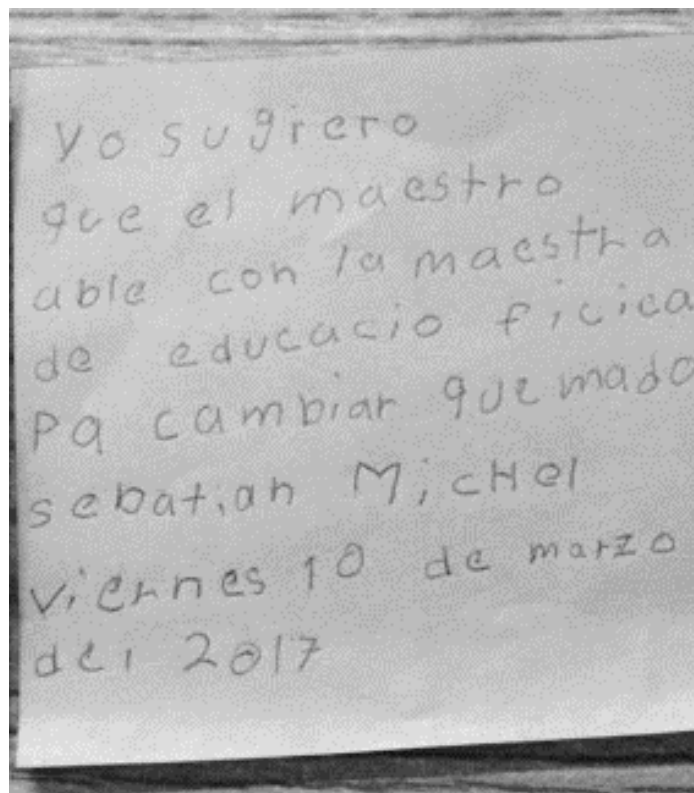 Yo sugiero
que el maestro
able con la maestra
de educacio ficica
Pa cambiar quemado
sebatian MicHel
viernes 10 de marzo
del 2017